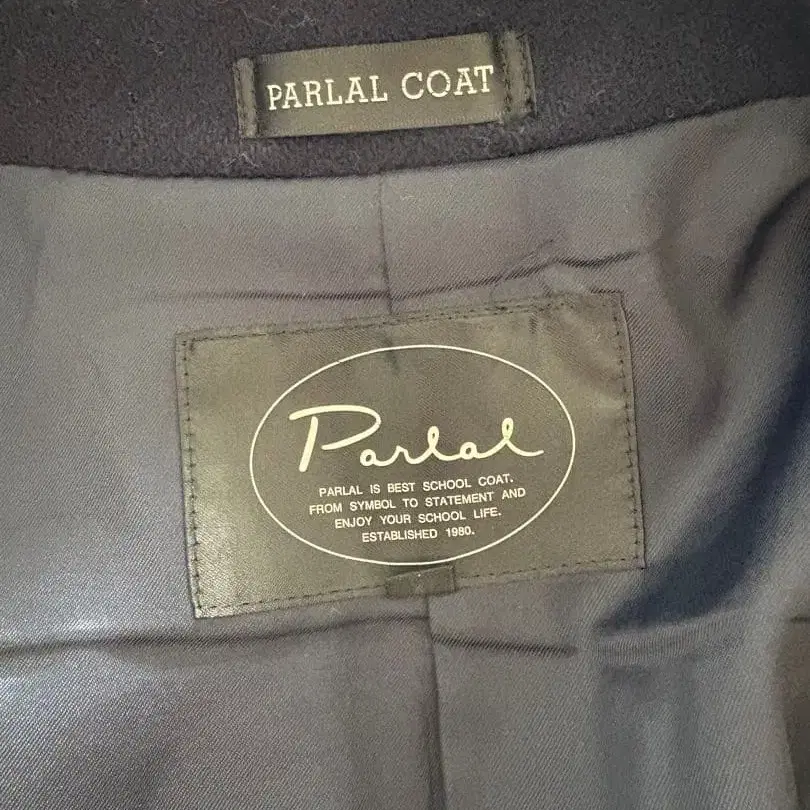 PARLAL COAT
Parlal
PARLAL IS BEST SCHOOL COAT.
FROM SYMBOL TO STATEMENT AND
ENJOY YOUR SCHOOL LIFE.
ESTABLISHED 1980.